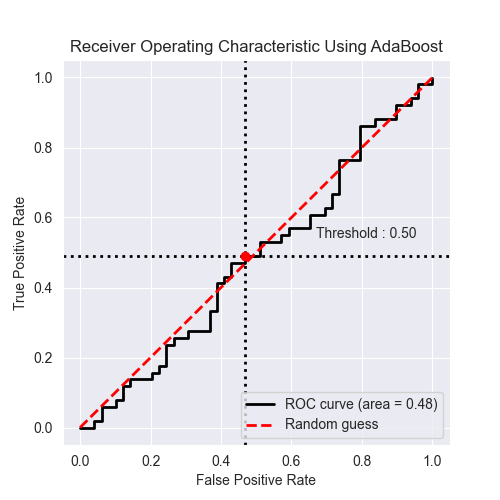 Receiver Operating Characteristic Using AdaBoost
True Positive Rate
1.0
0.8
0.6
0.4
0.2
0.0
Threshold : 0.50
ROC curve (area = 0.48)
Random guess
0.0 0.2 0.4 0.6 0.8 1.0
False Positive Rate